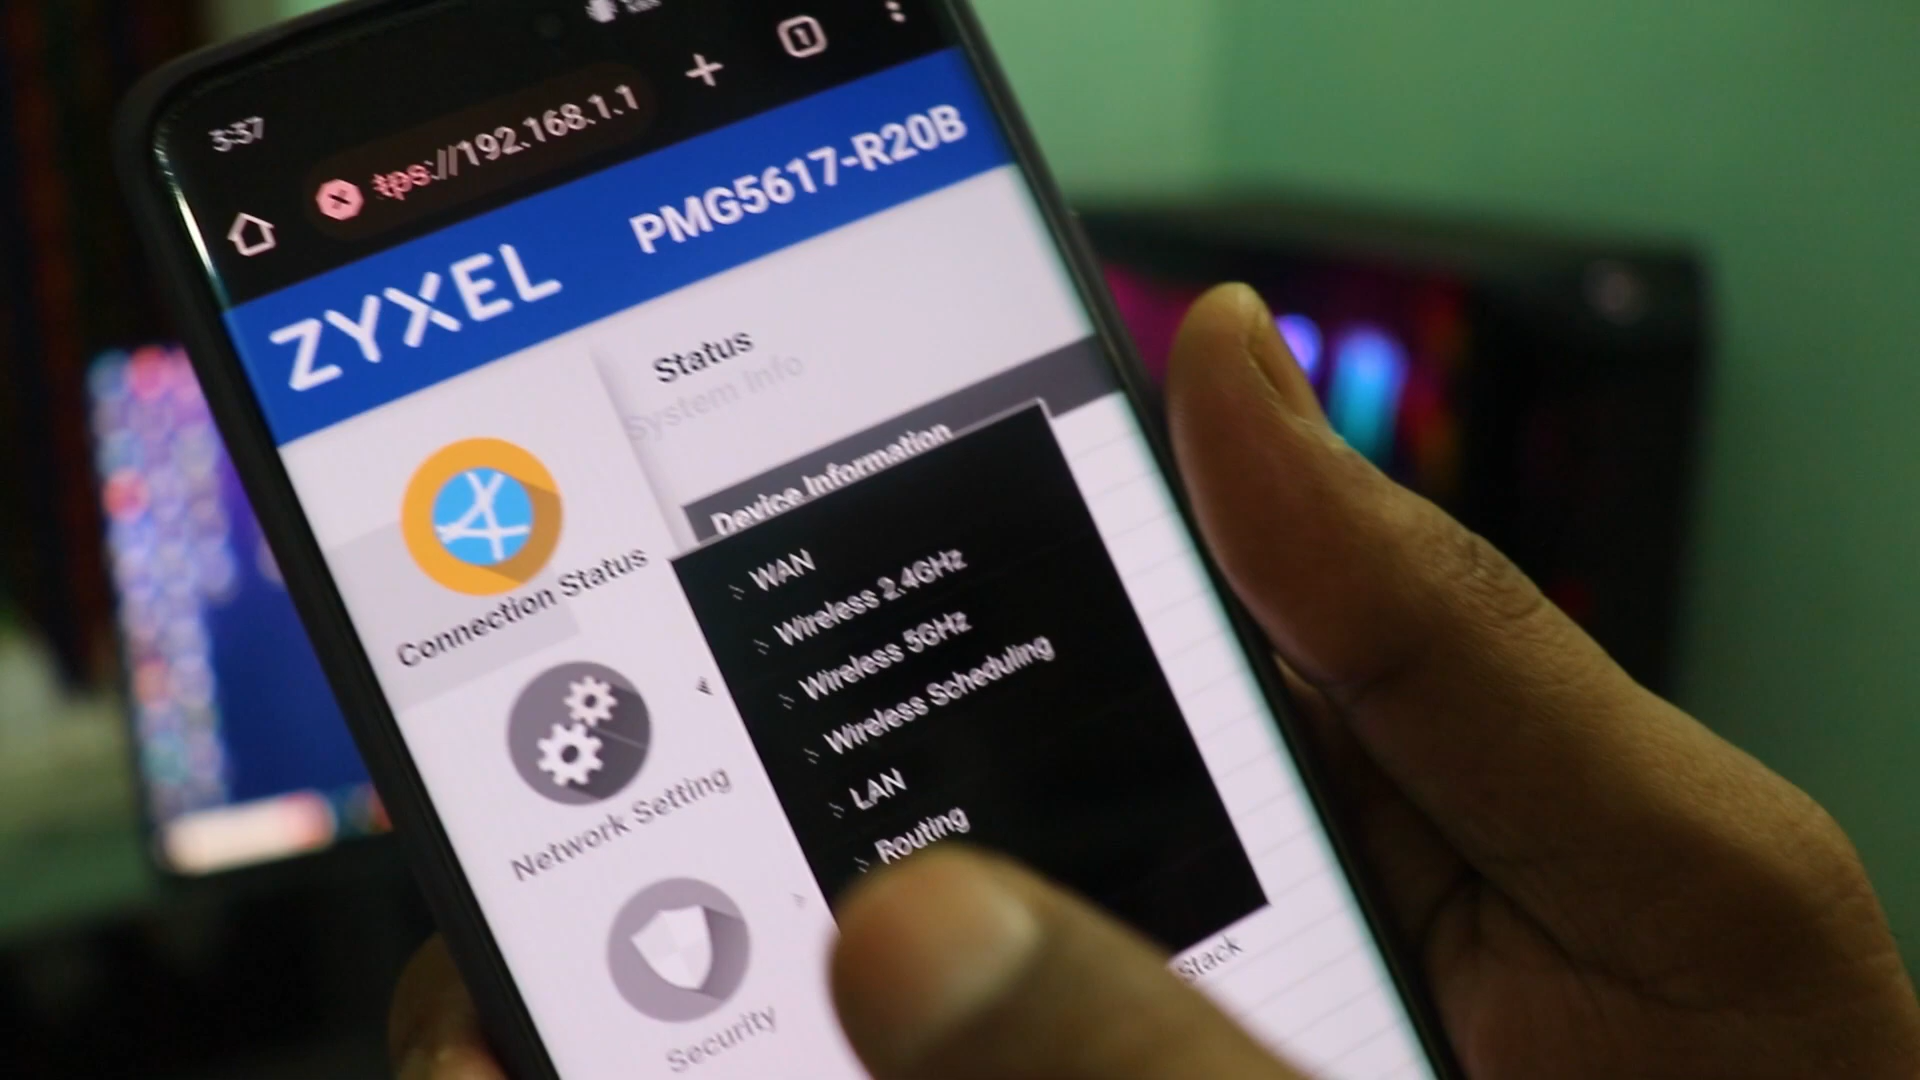 3:37
1
tps://192.168.1.1
ZYXEL PMG5617-R20B
Status
System Info
Device Information
Connection Status
WAN
Wireless 2.4GHz
Wireless 5GHz
Wireless Scheduling
LAN
Routing
Network Setting
Stack
Security